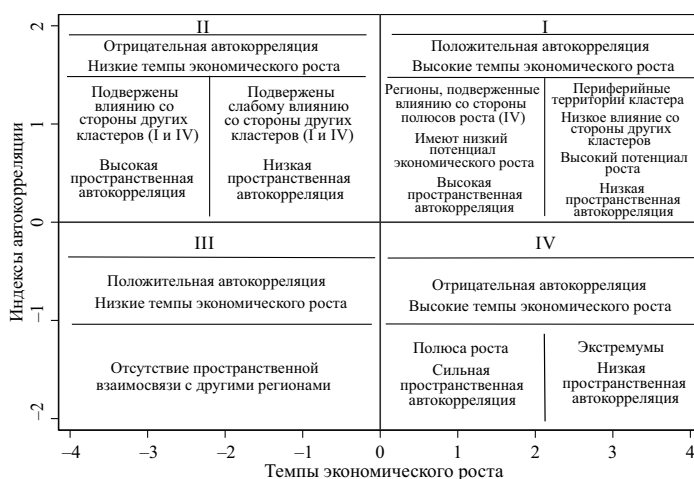 Индексы автокорреляции
2
1
0
−1
−2
II
Отрицательная автокорреляция
Низкие темпы экономического роста
Подвержены
влиянию со
стороны других
кластеров (I и IV)
Высокая
пространственная
автокорреляция
Подвержены
слабому влиянию
со стороны других
кластеров (I и IV)
Низкая
пространственная
автокорреляция
I
Положительная автокорреляция
Высокие темпы экономического роста
Регионы, подверженные
влиянию со стороны
полюсов роста (IV)
Имеют низкий
потенциал
экономического роста
Высокая
пространственная
автокорреляция
Периферийные
территории кластера
Низкое влияние со
стороны других
кластеров
Высокий потенциал
роста
Низкая
пространственная
автокорреляция
III
Положительная автокорреляция
Низкие темпы экономического роста
Отсутствие пространственной
взаимосвязи с другими регионами
IV
Отрицательная автокорреляция
Высокие темпы экономического роста
Полюса роста
Сильная
пространственная
автокорреляция
Экстремумы
Низкая
пространственная
автокорреляция
−4 −3 −2 −1 0 1 2 3 4
Темпы экономического роста